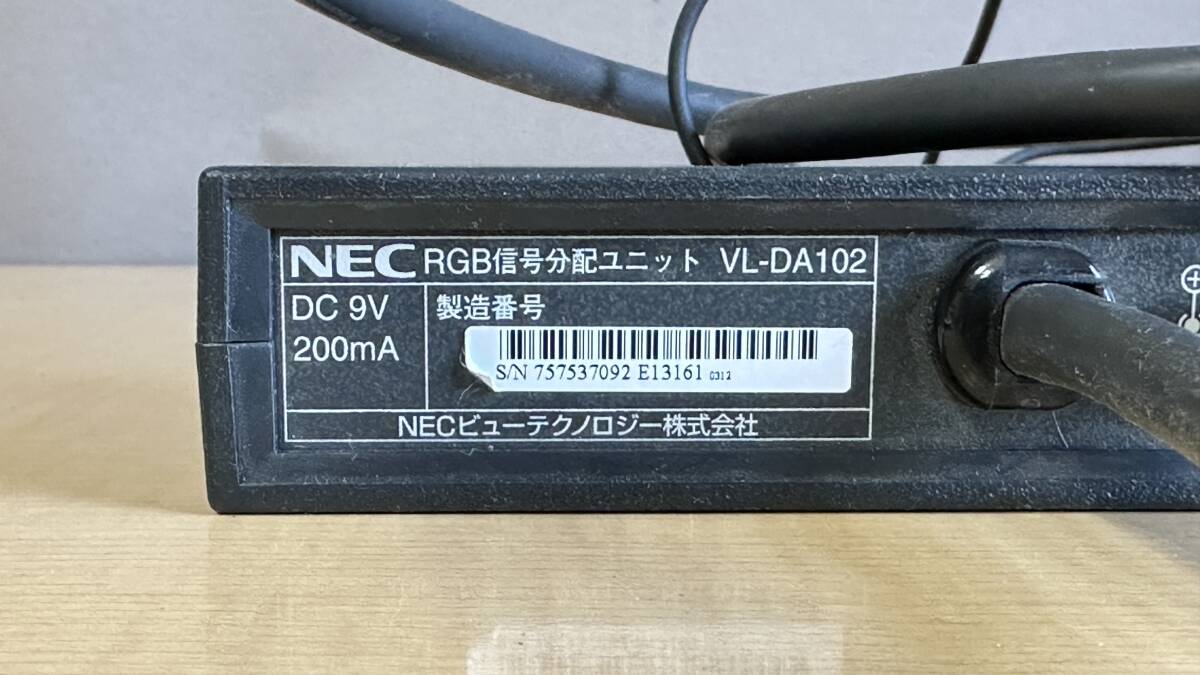 NEC RGB信号分配ユニット VL-DA102
DC 9V
200mA
製造番号
S/N 757537092 E13161 0312
NECビューテクノロジー株式会社